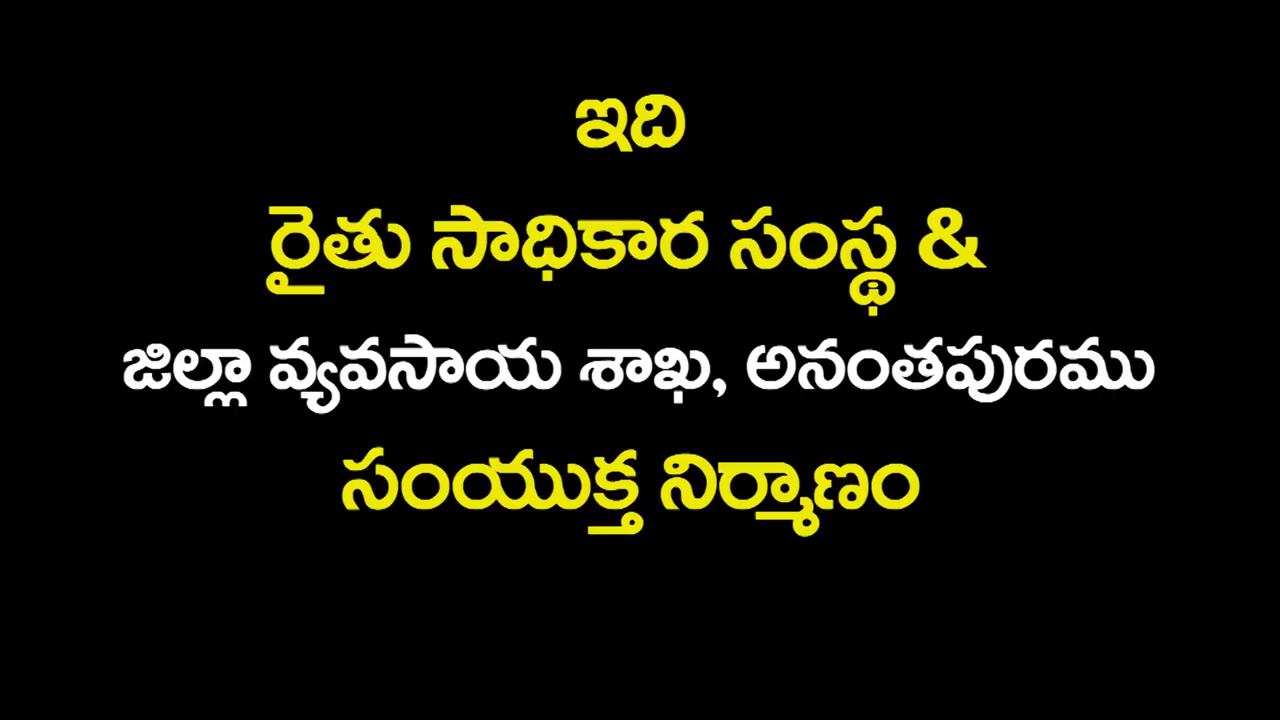 ఇది
రైతు సాధికార సంస్థ &
జిల్లా వ్యవసాయ శాఖ, అనంతపురము
సంయుక్త నిర్మాణం